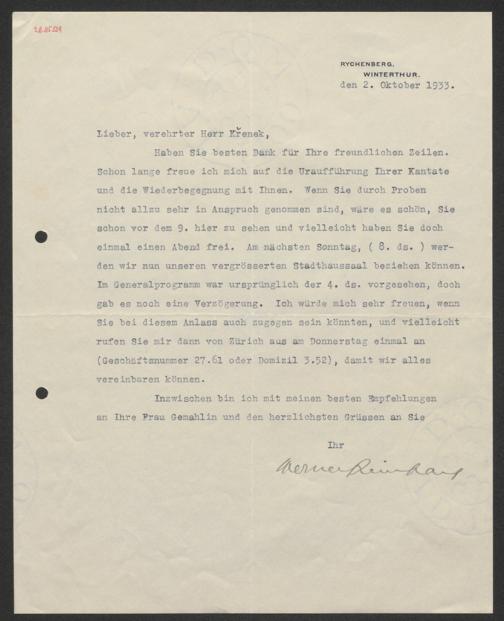 RYCHENBERG,
WINTERTHUR.
den 2. Oktober 1933.
Lieber, verehrter Herr Křenek,
Haben Sie besten Dank für Ihre freundlichen Zeilen.
Schon lange freue ich mich auf die Uraufführung Ihrer Kantate
und die Wiederbegegnung mit Ihnen. Wenn Sie durch Proben
nicht allzu sehr in Anspruch genommen sind, wäre es schön, Sie
schon vor dem 9. hier zu sehen und vielleicht haben Sie doch
einmal einen Abend frei. Am nächsten Sonntag, ( 8. ds. ) wer-
den wir nun unseren vergrösserten Stadthaussaal beziehen können.
Im Generalprogramm war ursprünglich der 4. ds. vorgesehen, doch
gab es noch eine Verzögerung. Ich würde mich sehr freuen, wenn
Sie bei diesem Anlass auch zugegen sein könnten, und vielleicht
rufen Sie mir dann von Zürich aus am Donnerstag einmal an
(Geschäftsnummer 27.61 oder Domizil 3.52), damit wir alles
vereinbaren können.
Inzwischen bin ich mit meinen besten Empfehlungen
an Ihre Frau Gemahlin und den herzlichsten Grüssen an Sie
Ihr
Werner Reinhart